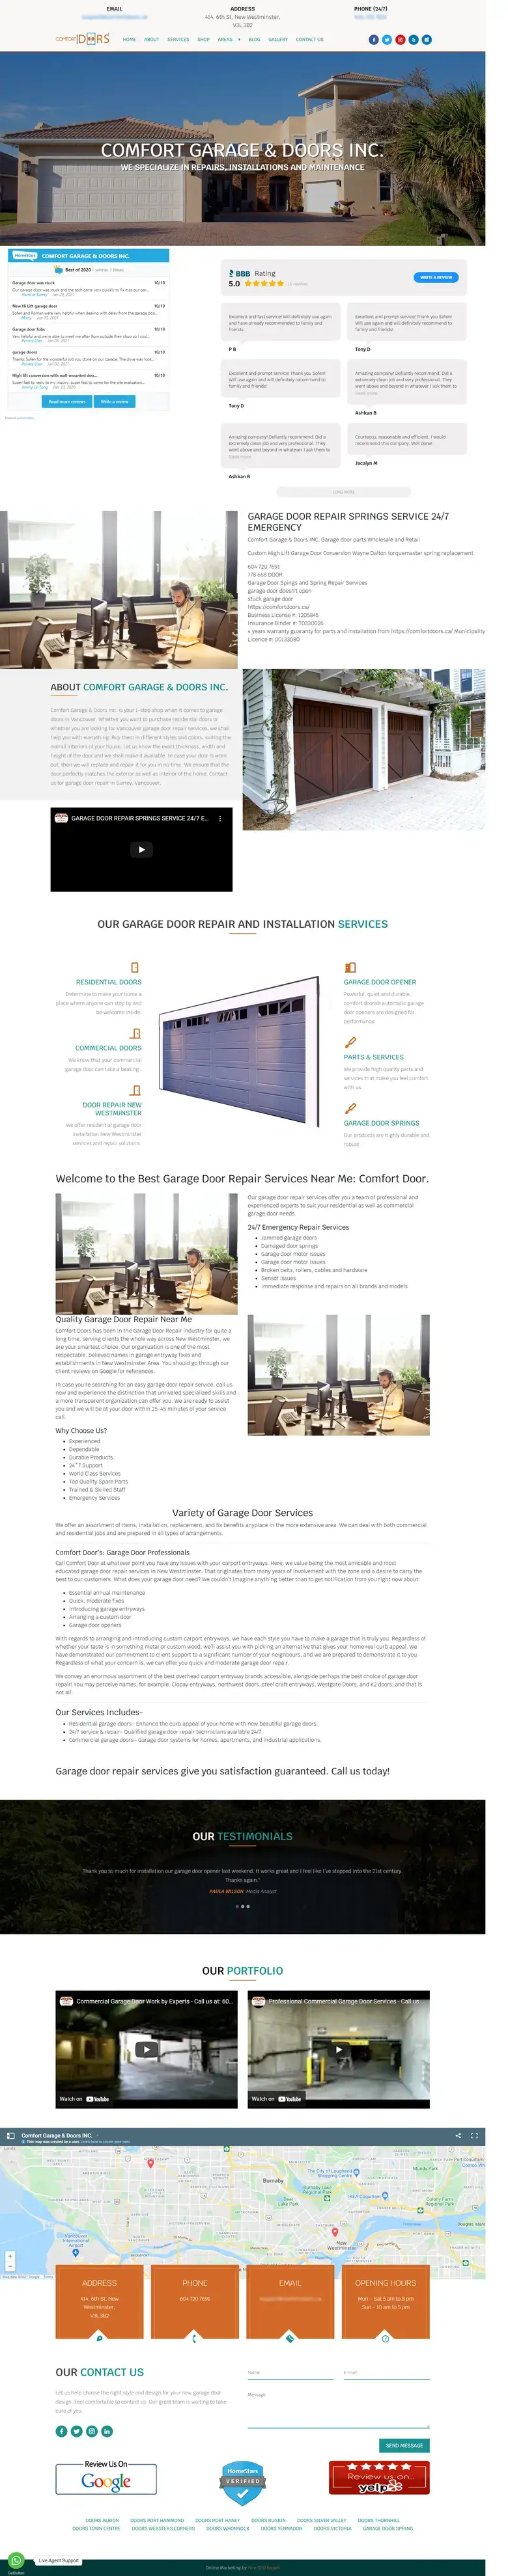 EMAIL
ADDRESS
404, 6th St, New Westminster,
V3L 3B2
PHONE (24/7)
COMFORT DOORS
HOME ABOUT SERVICES SHOP AREAS BLOG GALLERY CONTACT US
COMFORT GARAGE & DOORS INC.
WE SPECIALIZE IN REPAIRS, INSTALLATIONS AND MAINTENANCE
HomeStars COMFORT GARAGE & DOORS INC.
Best of 2020 - winner
Garage door was stuck 10/10
New Hi Lift garage door 10/10
Garage door fobs 10/10
garage doors 10/10
High lift conversion with wall mounted doo... 10/10
Read more reviews Write a review
BBB Rating
5.0
WRITE A REVIEW
Excellent and fast service! Will definitely use again
and have already recommended to family and
friends.
P B
Excellent and prompt service! Thank you Sofien!
Will use again and will definitely recommend to
family and friends!
Tony D
Excellent and prompt service! Thank you Sofien!
Will use again and will definitely recommend to
family and friends!
Tony D
Amazing company! Defiantly recommend. Did a
extremely clean job and very professional. They
went above and beyond in whatever I ask them to
Read more
Ashkan B
Amazing company! Defiantly recommend. Did a
extremely clean job and very professional. They
went above and beyond in whatever I ask them to
Read more
Ashkan B
Courteous, reasonable and efficient. I would
recommend this company. Well done!
Jacalyn M
LOAD MORE
GARAGE DOOR REPAIR SPRINGS SERVICE 24/7
EMERGENCY
Comfort Garage & Doors INC. Garage door parts Wholesale and Retail
Custom High Lift Garage Door Conversion Wayne Dalton torquemaster spring replacement
604 720 7691
778 668 DOOR
Garage Door Spings and Spring Repair Services
garage door doesn't open
stuck garage door
https://comfortdoors.ca/
Business License #: 1205845
Insurance Binder #: T0330026
4 years warranty guaranty for parts and installation from https://comfortdoors.ca/ Municipality
Licence #: 00133080
ABOUT COMFORT GARAGE & DOORS INC.
Comfort Garage & Doors Inc. is your 1-stop shop when it comes to garage
doors in Vancouver. Whether you want to purchase residential doors or
whether you are looking for Vancouver garage door repair services, we shall
help you with everything. Buy them in different styles and colors, suiting the
overall interiors of your house. Let us know the exact thickness, width and
height of the door and we shall make it available. In case your door is worn
out, then we will replace and repair it for you in no time. We ensure that the
door perfectly matches the exterior as well as interior of the home. Contact
us for garage door repair in Surrey, Vancouver.
GARAGE DOOR REPAIR SPRINGS SERVICE 24/7 E...
OUR GARAGE DOOR REPAIR AND INSTALLATION SERVICES
RESIDENTIAL DOORS
Determine to make your home a
place where anyone can stop by and
be welcome inside.
COMMERCIAL DOORS
We know that your commercial
garage door can take a beating.
DOOR REPAIR NEW
WESTMINSTER
We offer residential garage door
installation New Westminster
services and repair solutions.
GARAGE DOOR OPENER
Powerful, quiet and durable,
comfort doors® automatic garage
door openers are designed for
performance.
PARTS & SERVICES
We provide high quality parts and
services that make you feel comfort
with us.
GARAGE DOOR SPRINGS
Our products are highly durable and
robust.
Welcome to the Best Garage Door Repair Services Near Me: Comfort Door.
Our garage door repair services offer you a team of professional and
experienced experts to suit your residential as well as commercial
garage door needs.
24/7 Emergency Repair Services
Jammed garage doors
Damaged door springs
Garage door motor issues
Garage door motor issues
Broken belts, rollers, cables and hardware
Sensor issues
Immediate response and repairs on all brands and models
Quality Garage Door Repair Near Me
Comfort Doors has been in the Garage Door Repair Industry for quite a
long time, serving clients the whole way across New Westminster, we
are your smartest choice. Our organization is one of the most
respectable, believed names in garage entryway fixes and
establishments in New Westminster Area. You should go through our
client reviews on Google for references.
In case you're searching for an easy garage door repair service, call us
now and experience the distinction that unrivaled specialized skills and
a more transparent organization can offer you. We are ready to assist
you and we will be at your door within 25-45 minutes of your service
call.
Why Choose Us?
Experienced
Dependable
Durable Products
24*7 Support
World Class Services
Top Quality Spare Parts
Trained & Skilled Staff
Emergency Services
Variety of Garage Door Services
We offer an assortment of items, installation, replacement, and fix benefits anyplace in the more extensive area. We can deal with both commercial
and residential jobs and are prepared in all types of arrangements.
Comfort Door's: Garage Door Professionals
Call Comfort Door at whatever point you have any issues with your carport entryways. Here, we value being the most amicable and most
educated garage door repair services in New Westminster. That originates from many years of involvement with the zone and a desire to carry the
best to our customers. What does your garage door need? We couldn't imagine anything better than to get notification from you right now about:
Essential annual maintenance
Quick, moderate fixes
Introducing garage entryways
Arranging a custom door
Garage door openers
With regards to arranging and introducing custom carport entryways, we have each style you have to make a garage that is truly you. Regardless of
whether your taste is in something metal or custom wood, we'll assist you with picking an alternative that gives your home real curb appeal. We
have demonstrated our commitment to client support to a significant number of your neighbours, and we are prepared to demonstrate it to you.
Regardless of what your concern is, we can offer you quick and moderate garage door repair.
We convey an enormous assortment of the best overhead carport entryway brands accessible, alongside perhaps the best choice of garage door
repair! You may perceive names, for example, Clopay entryways, northwest doors, steel craft entryways, Westgate Doors, and K2 doors, and that is
not all.
Our Services Includes-
Residential garage doors- Enhance the curb appeal of your home with new beautiful garage doors.
24/7 service & repair- Qualified garage door repair technicians available 24/7.
Commercial garage doors- Garage door systems for homes, apartments, and industrial applications.
Garage door repair services give you satisfaction guaranteed. Call us today!
OUR TESTIMONIALS
Thank you so much for installation our garage door opener last weekend. It works great and I feel like I've stepped into the 21st century.
Thanks again."
PAULA WILSON, Media Analyst
OUR PORTFOLIO
Commercial Garage Door Work by Experts - Call us at: 60...
Watch on YouTube
Professional Commercial Garage Door Services - Call us
Watch on YouTube
Comfort Garage & Doors INC.
Burnaby
New
Westminster
ADDRESS
404, 6th St, New
Westminster,
V3L 3B2
PHONE
604 720 7691
EMAIL
OPENING HOURS
Mon - Sat 5 am to 8 pm
Sun - 10 am to 5 pm
OUR CONTACT US
Let us help choose the right style and design for your new garage door
design. Feel comfortable to contact us. Our great team is waiting to take
care of you.
Name
E-mail
Message
SEND MESSAGE
Review Us On
Google
HomeStars
VERIFIED
Review us on...
yelp
DOORS ALBION DOORS PORT HAMMOND DOORS PORT HANEY DOORS RUSKIN DOORS SILVER VALLEY DOORS THORNHILL
DOORS TOWN CENTRE DOORS WEBSTERS CORNERS DOORS WHONNOCK DOORS YENNADON DOORS VICTORIA GARAGE DOOR SPRING
Live Agent Support
Online Marketing by